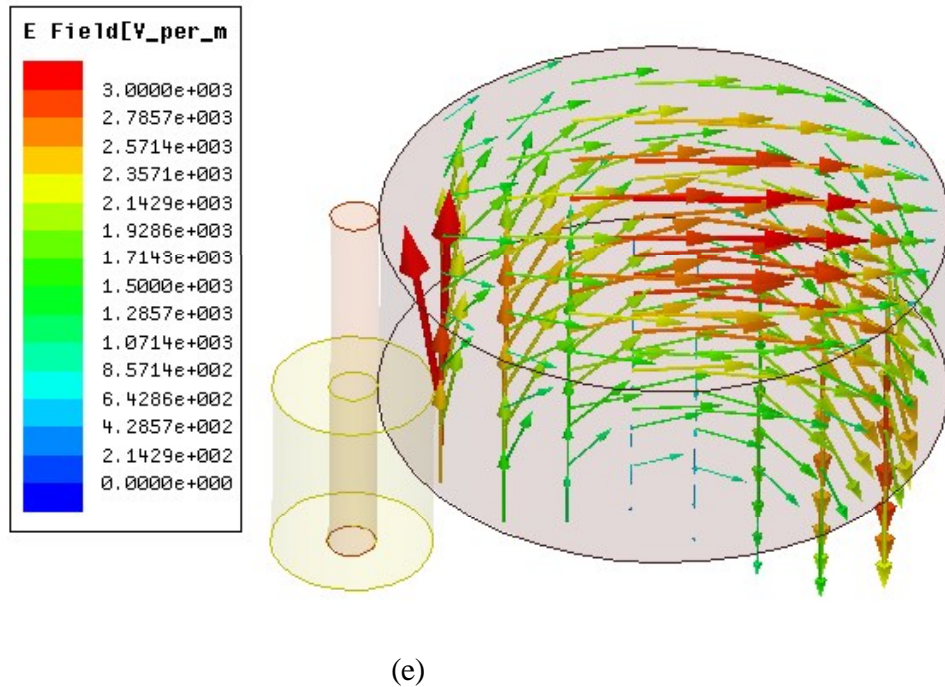 E Field[V_per_m
3.0000e+003
2.7857e+003
2.5714e+003
2.3571e+003
2.1429e+003
1.9286e+003
1.7143e+003
1.5000e+003
1.2857e+003
1.0714e+003
8.5714e+002
6.4286e+002
4.2857e+002
2.1429e+002
0.0000e+000
(e)